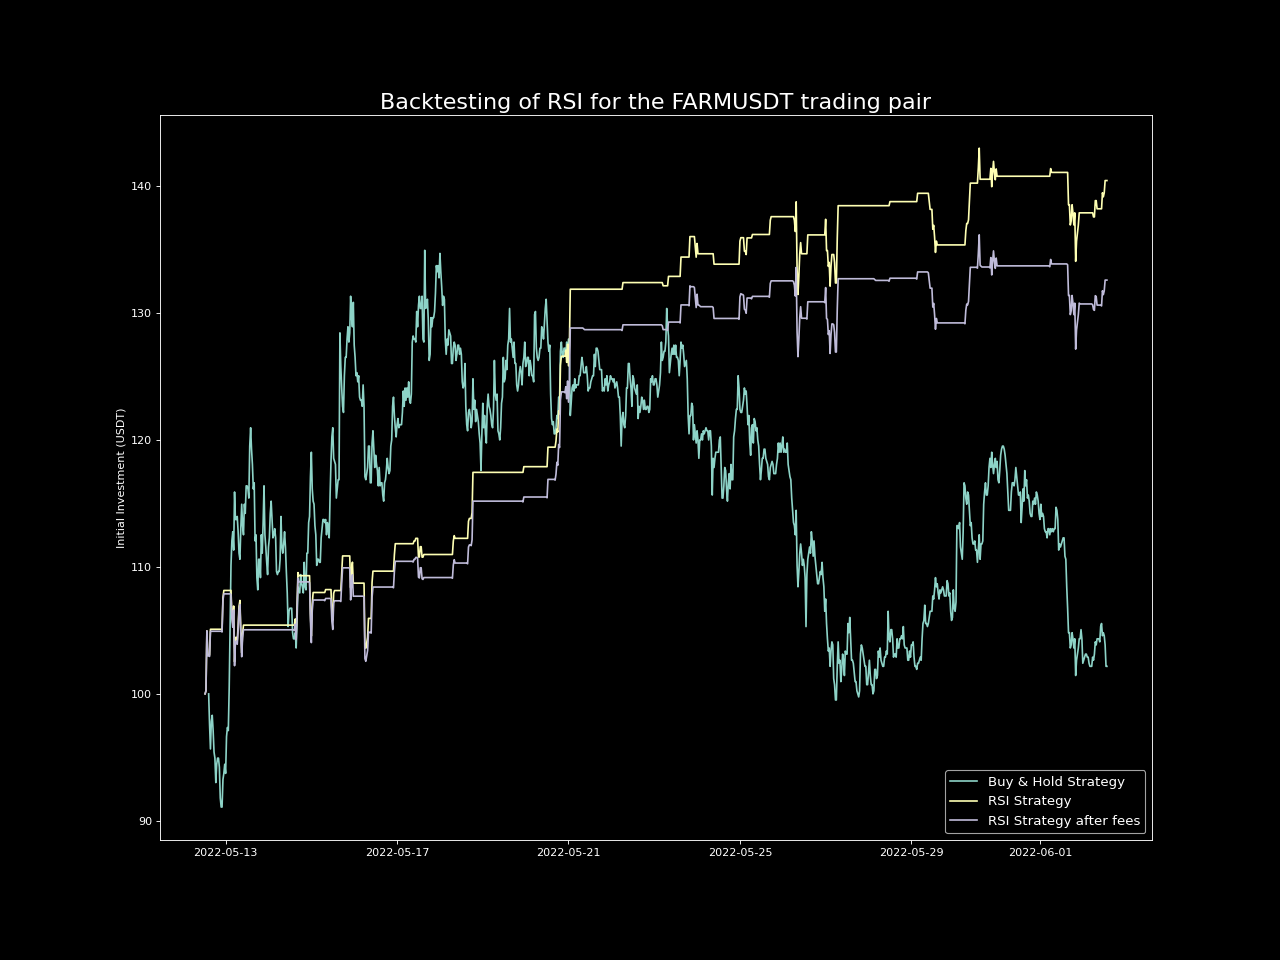 Backtesting of RSI for the FARMUSDT trading pair
Initial Investment (USDT)
140
130
120
110
100
90
2022-05-13
2022-05-17
2022-05-21
2022-05-25
2022-05-29
2022-06-01
Buy & Hold Strategy
RSI Strategy
RSI Strategy after fees